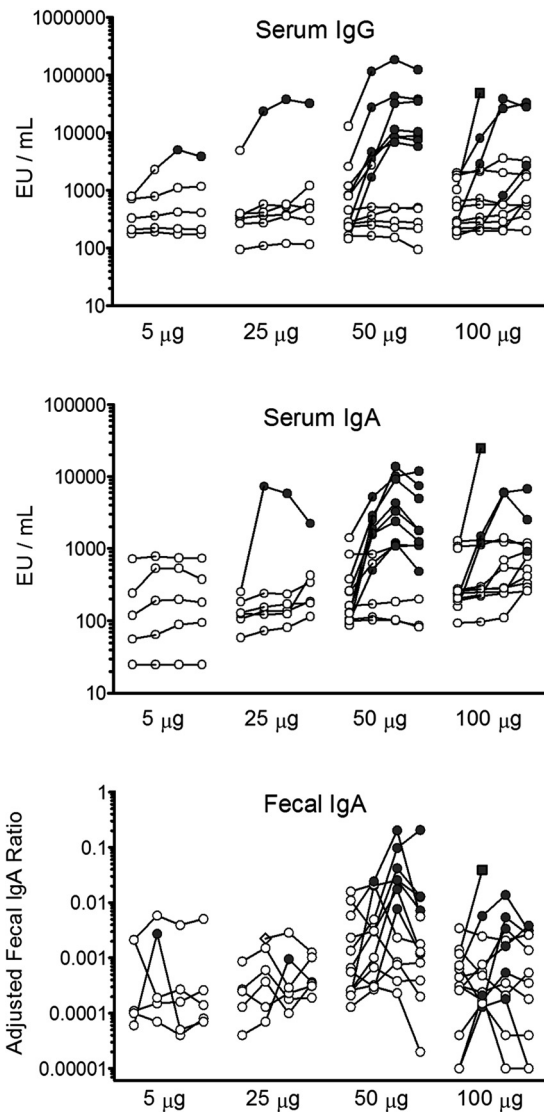 Serum IgG
EU / mL
1000000
100000
10000
1000
100
10
5 μg 25 μg 50 μg 100 μg
Serum IgA
EU / mL
100000
10000
1000
100
10
5 μg 25 μg 50 μg 100 μg
Fecal IgA
Adjusted Fecal IgA Ratio
1
0.1
0.01
0.001
0.0001
0.00001
5 μg 25 μg 50 μg 100 μg